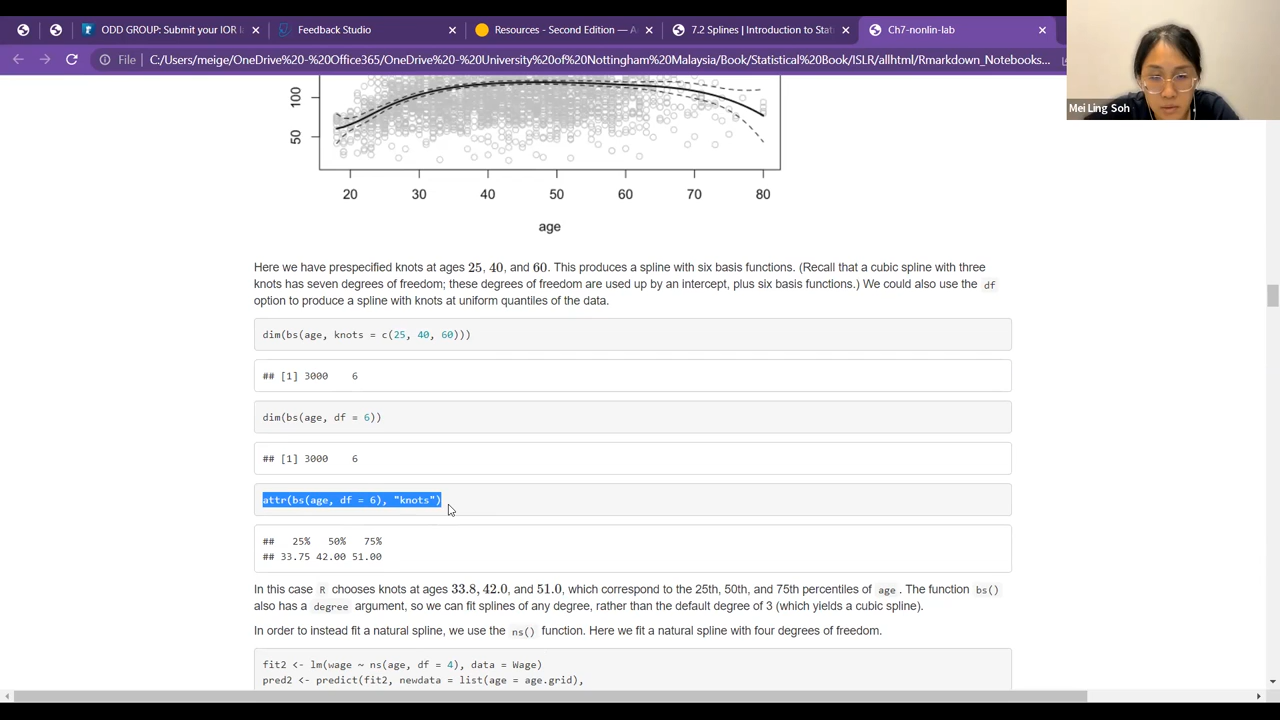 ODD GROUP: Submit your IOR l
Feedback Studio
Resources - Second Edition — A
7.2 Splines | Introduction to Stat
Ch7-nonlin-lab
File
C:/Users/meige/OneDrive%20-%20Office365/OneDrive%20-%20University%20of%20Nottingham%20Malaysia/Book/Statistical%20Book/ISLR/allhtml/Rmarkdown_Notebooks...
Mei Ling Soh
100
50
20 30 40 50 60 70 80
age
Here we have prespecified knots at ages 25, 40, and 60. This produces a spline with six basis functions. (Recall that a cubic spline with three
knots has seven degrees of freedom; these degrees of freedom are used up by an intercept, plus six basis functions.) We could also use the df
option to produce a spline with knots at uniform quantiles of the data.
dim(bs(age, knots = c(25, 40, 60)))
## [1] 3000    6
dim(bs(age, df = 6))
## [1] 3000    6
attr(bs(age, df = 6), "knots")
##   25%   50%   75%
## 33.75 42.00 51.00
In this case R chooses knots at ages 33.8, 42.0, and 51.0, which correspond to the 25th, 50th, and 75th percentiles of age . The function bs()
also has a degree argument, so we can fit splines of any degree, rather than the default degree of 3 (which yields a cubic spline).
In order to instead fit a natural spline, we use the ns() function. Here we fit a natural spline with four degrees of freedom.
fit2 <- lm(wage ~ ns(age, df = 4), data = Wage)
pred2 <- predict(fit2, newdata = list(age = age.grid),